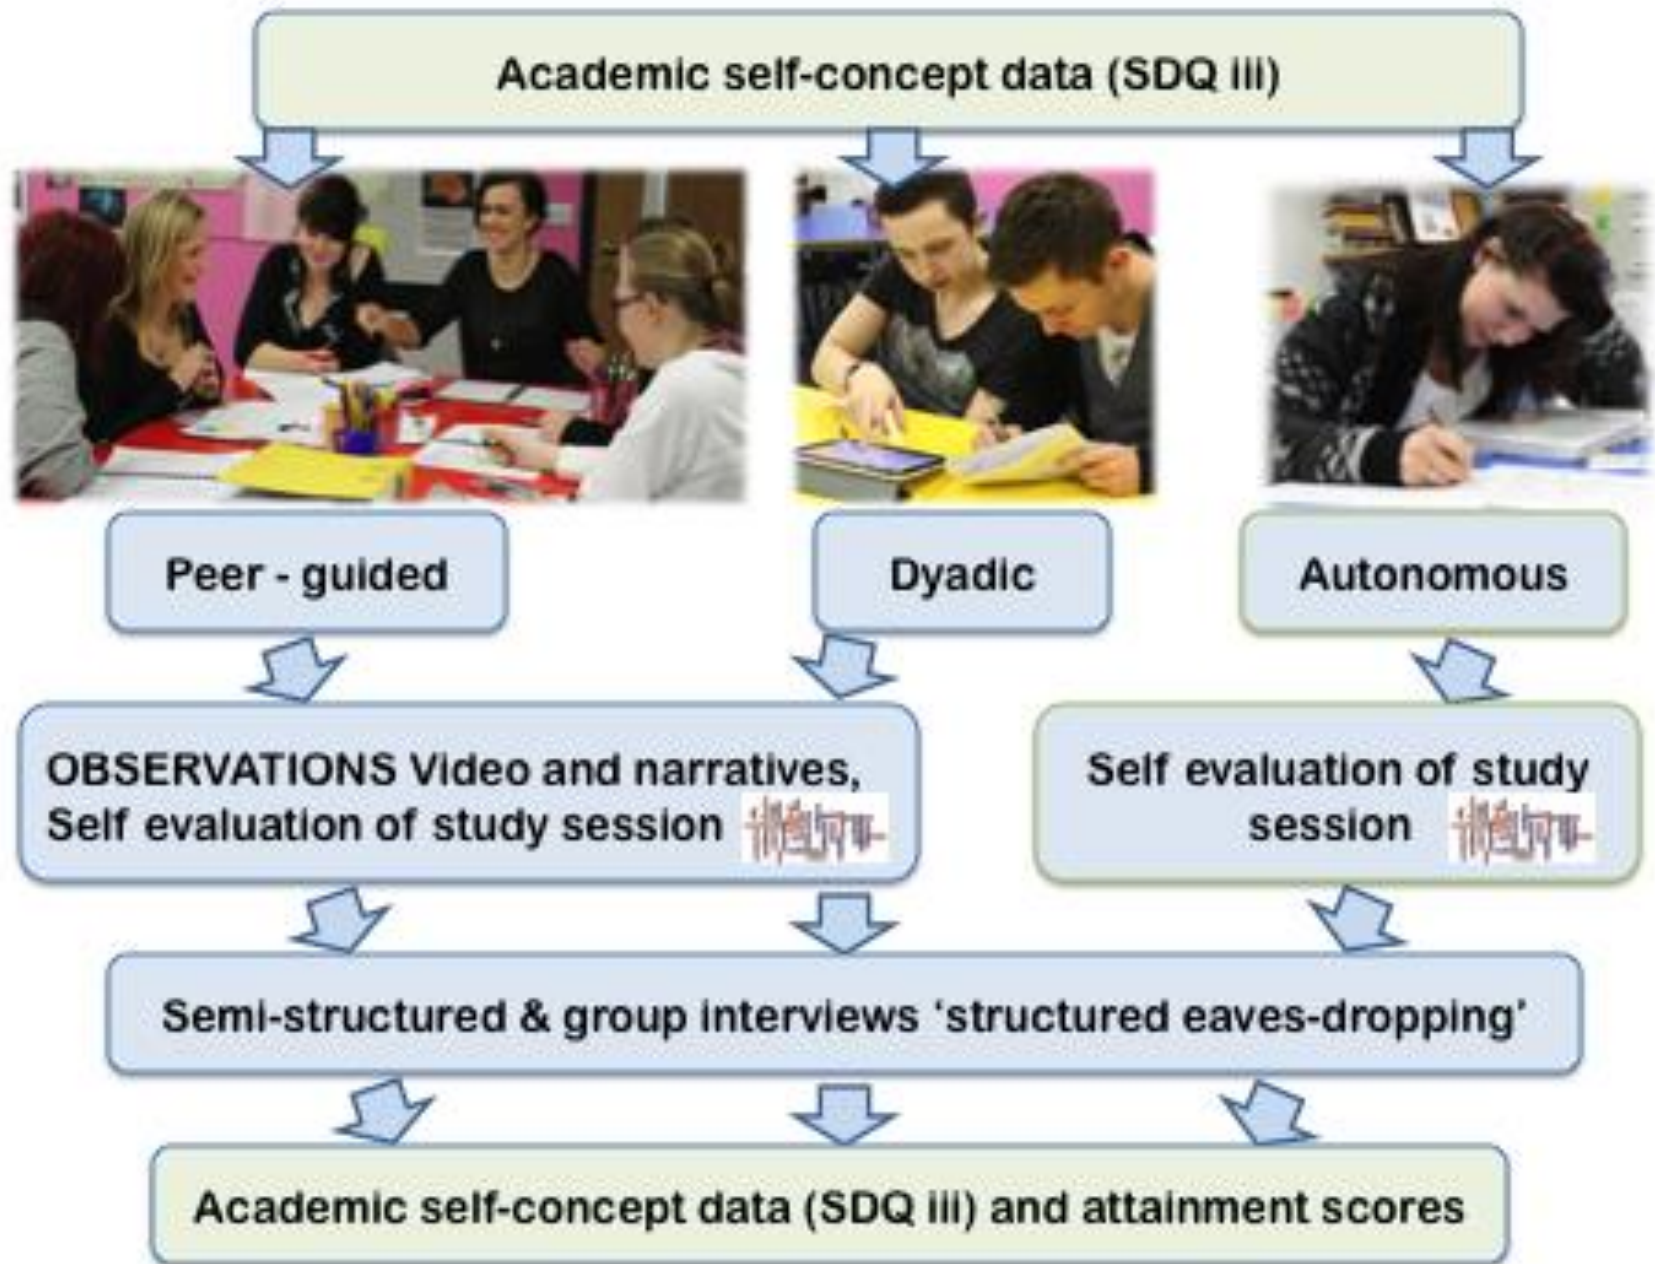 Academic self-concept data (SDQ iii)
Peer - guided
Dyadic
Autonomous
OBSERVATIONS Video and narratives,
Self evaluation of study session
Self evaluation of study
session
Semi-structured & group interviews ‘structured eaves-dropping’
Academic self-concept data (SDQ iii) and attainment scores